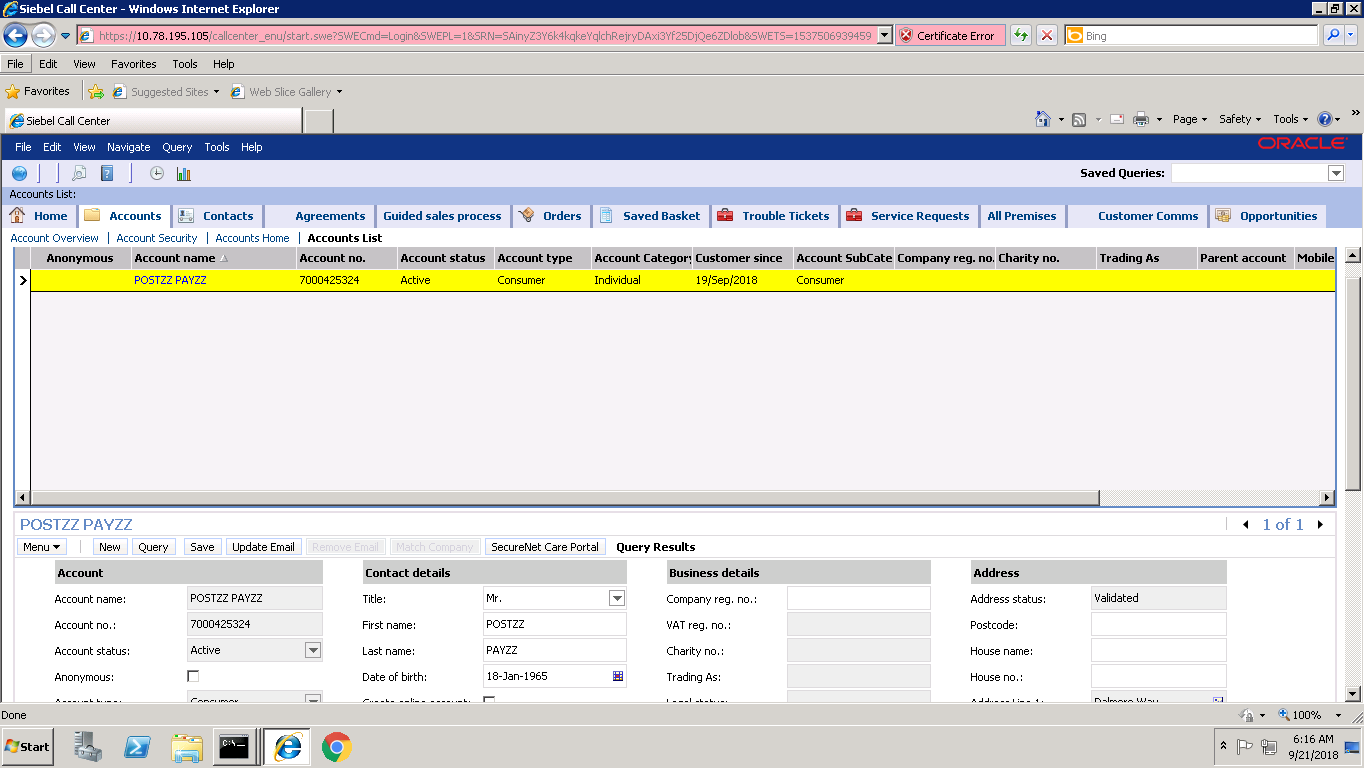 Siebel Call Center - Windows Internet Explorer
https://10.78.195.105/callcenter_enu/start.swe?SWECmd=Login&SWEPL=1&SRN=SAinyZ3Y6k4kqkeYqlchRejryDAxi3Yf25DjQe6ZDlob&SWETS=1537506939459 Certificate Error Bing
File Edit View Favorites Tools Help
Favorites Suggested Sites Web Slice Gallery
Siebel Call Center Page Safety Tools
File Edit View Navigate Query Tools Help ORACLE
Saved Queries:
Accounts List:
Home Accounts Contacts Agreements Guided sales process Orders Saved Basket Trouble Tickets Service Requests All Premises Customer Comms Opportunities
Account Overview | Account Security | Accounts Home | Accounts List
Anonymous Account name Account no. Account status Account type Account Category Customer since Account SubCate Company reg. no. Charity no. Trading As Parent account Mobile
POSTZZ PAYZZ 7000425324 Active Consumer Individual 19/Sep/2018 Consumer
POSTZZ PAYZZ 1 of 1
Menu New Query Save Update Email Remove Email Match Company SecureNet Care Portal Query Results
Account Contact details Business details Address
Account name: POSTZZ PAYZZ Title: Mr. Company reg. no.: Address status: Validated
Account no.: 7000425324 First name: POSTZZ VAT reg. no.: Postcode:
Account status: Active Last name: PAYZZ Charity no.: House name:
Anonymous: Date of birth: 18-Jan-1965 Trading As: House no.:
Account type: Consumer Create online account: Legal status: Address Line 1: Palmore Way
Done 100%
Start C:\. 6:16 AM
9/21/2018